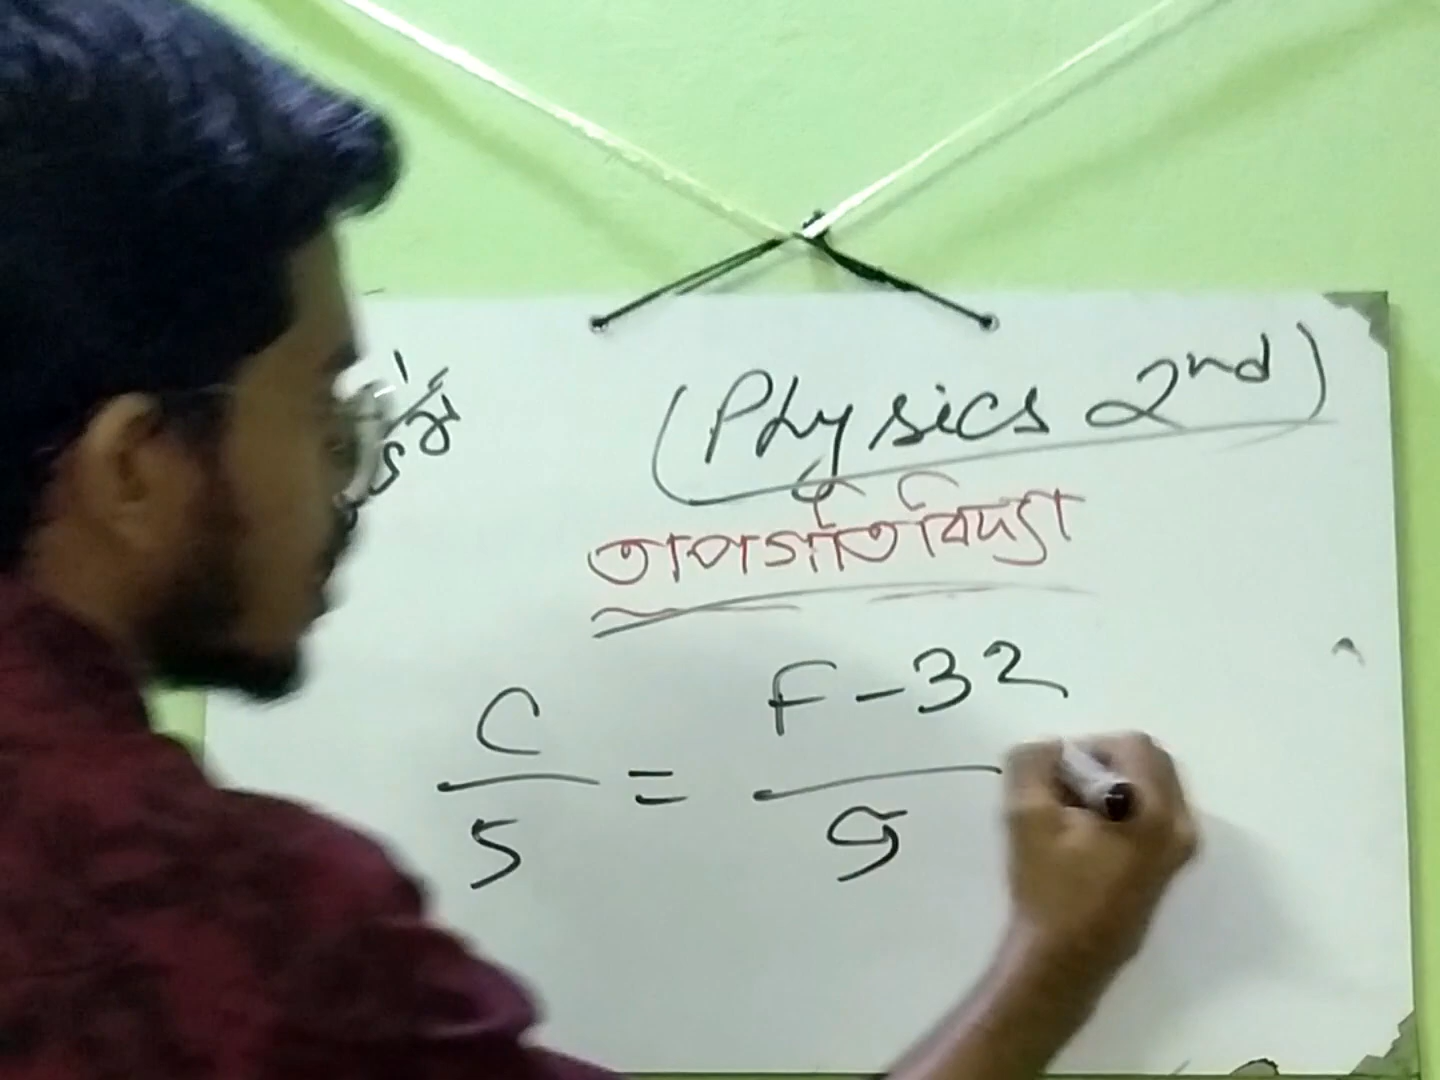 (Physics 2nd)
তাপগতিবিদ্যা
C/5 = F-32/9